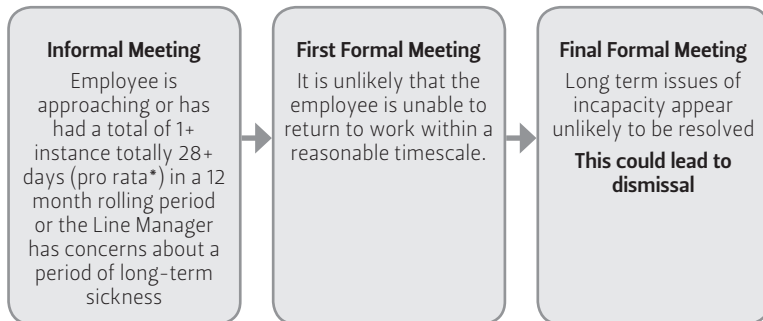 Informal Meeting
Employee is
approaching or has
had a total of 1+
instance totally 28+
days (pro rata*) in a 12
month rolling period
or the Line Manager
has concerns about a
period of long-term
sickness
First Formal Meeting
It is unlikely that the
employee is unable to
return to work within a
reasonable timescale.
Final Formal Meeting
Long term issues of
incapacity appear
unlikely to be resolved
This could lead to
dismissal